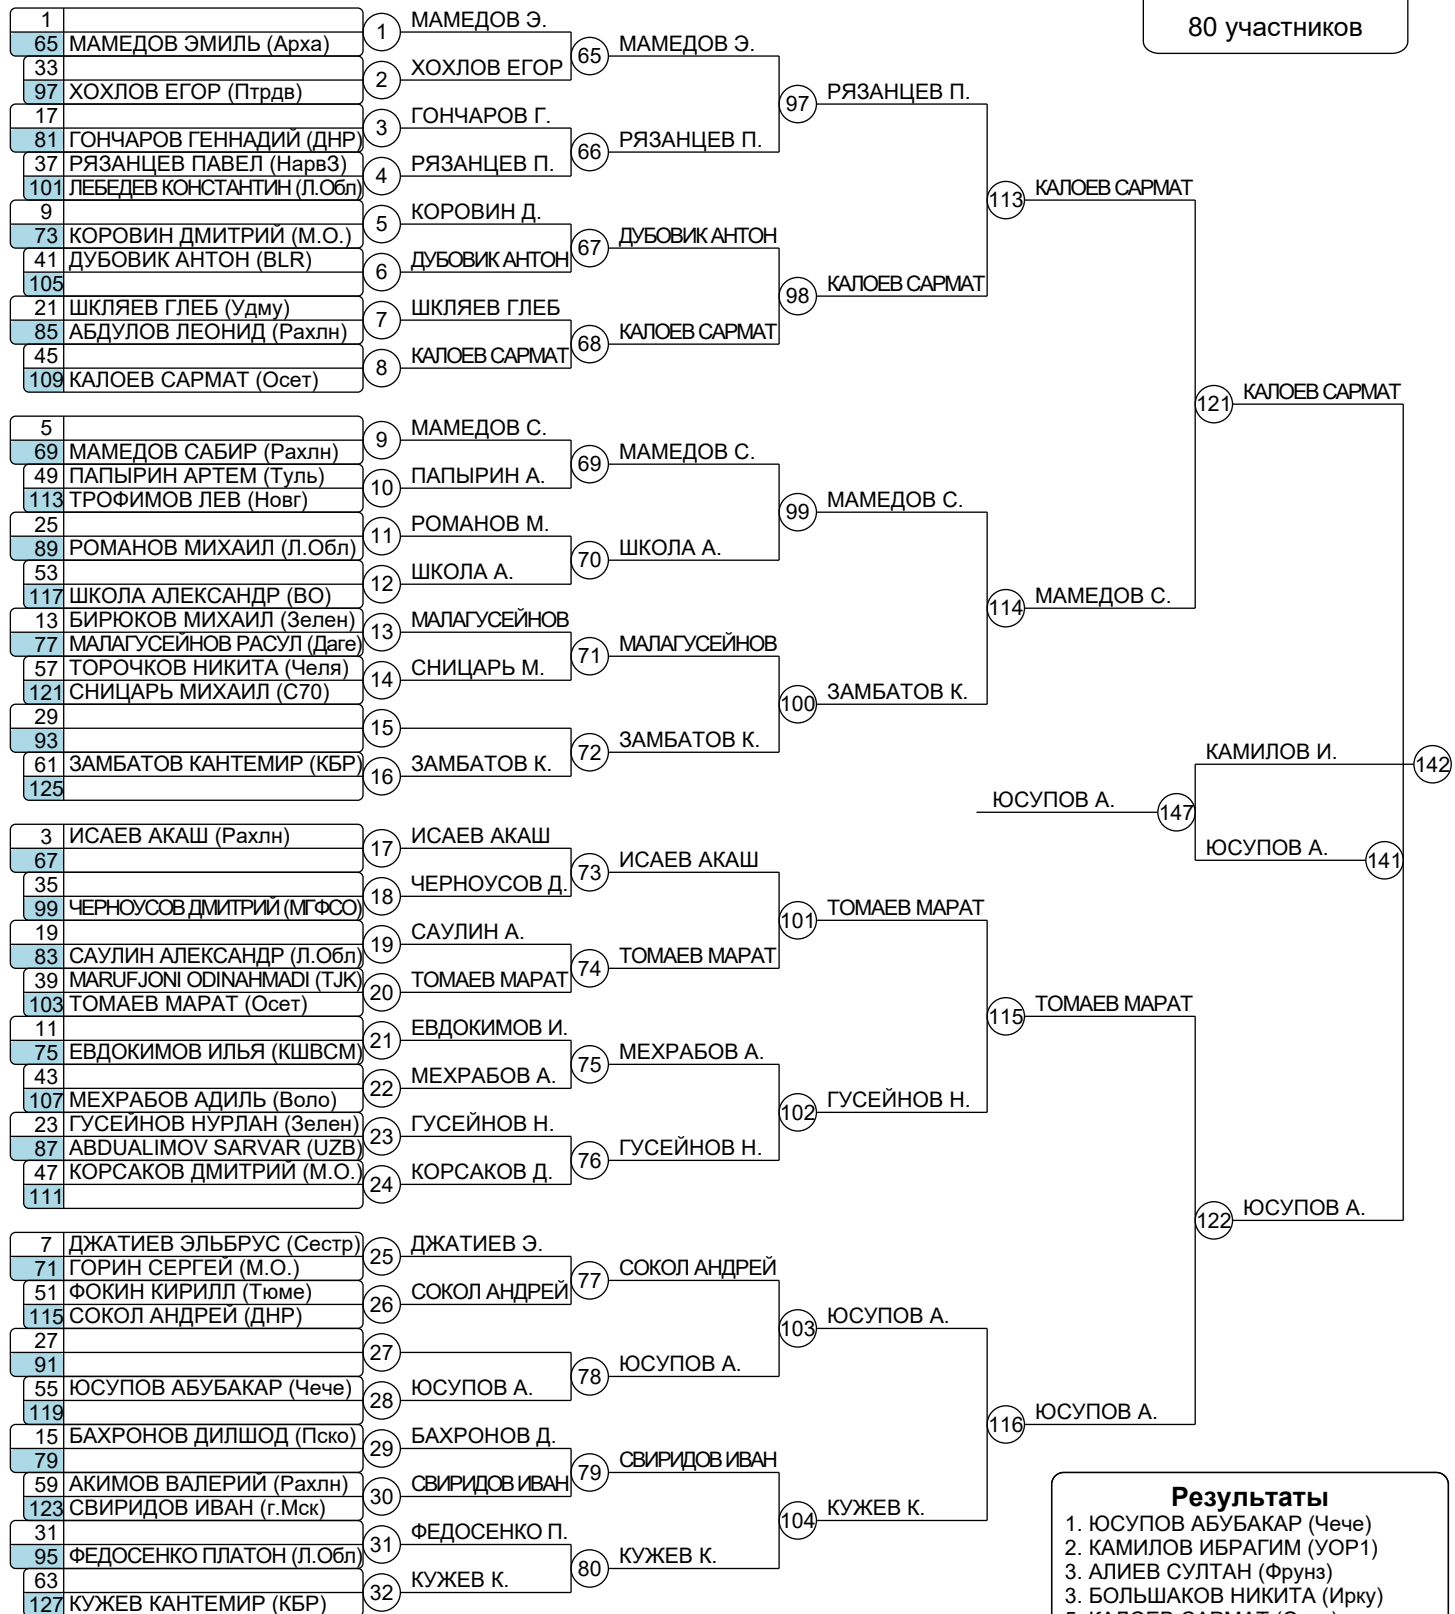 80 участников
1
65 МАМЕДОВ ЭМИЛЬ (Арха)
33
97 ХОХЛОВ ЕГОР (Птрдв)
17
81 ГОНЧАРОВ ГЕННАДИЙ (ДНР)
37 РЯЗАНЦЕВ ПАВЕЛ (Нарв3)
101 ЛЕБЕДЕВ КОНСТАНТИН (Л.Обл)
9
73 КОРОВИН ДМИТРИЙ (М.О.)
41 ДУБОВИК АНТОН (BLR)
105
21 ШКЛЯЕВ ГЛЕБ (Удму)
85 АБДУЛОВ ЛЕОНИД (Рахлн)
45
109 КАЛОЕВ САРМАТ (Осет)
5
69 МАМЕДОВ САБИР (Рахлн)
49 ПАПЫРИН АРТЕМ (Туль)
113 ТРОФИМОВ ЛЕВ (Новг)
25
89 РОМАНОВ МИХАИЛ (Л.Обл)
53
117 ШКОЛА АЛЕКСАНДР (ВО)
13 БИРЮКОВ МИХАИЛ (Зелен)
77 МАЛАГУСЕЙНОВ РАСУЛ (Даге)
57 ТОРОЧКОВ НИКИТА (Челя)
121 СНИЦАРЬ МИХАИЛ (С70)
29
93
61 ЗАМБАТОВ КАНТЕМИР (КБР)
125
3 ИСАЕВ АКАШ (Рахлн)
67
35
99 ЧЕРНОУСОВ ДМИТРИЙ (МГФСО)
19
83 САУЛИН АЛЕКСАНДР (Л.Обл)
39 MARUFJONI ODINAHMADI (TJK)
103 ТОМАЕВ МАРАТ (Осет)
11
75 ЕВДОКИМОВ ИЛЬЯ (КШВСМ)
43
107 МЕХРАБОВ АДИЛЬ (Воло)
23 ГУСЕЙНОВ НУРЛАН (Зелен)
87 ABDUALIMOV SARVAR (UZB)
47 КОРСАКОВ ДМИТРИЙ (М.О.)
111
7 ДЖАТИЕВ ЭЛЬБРУС (Сестр)
71 ГОРИН СЕРГЕЙ (М.О.)
51 ФОКИН КИРИЛЛ (Тюме)
115 СОКОЛ АНДРЕЙ (ДНР)
27
91
55 ЮСУПОВ АБУБАКАР (Чече)
119
15 БАХРОНОВ ДИЛШОД (Пско)
79
59 АКИМОВ ВАЛЕРИЙ (Рахлн)
123 СВИРИДОВ ИВАН (г.Мск)
31
95 ФЕДОСЕНКО ПЛАТОН (Л.Обл)
63
127 КУЖЕВ КАНТЕМИР (КБР)
1 МАМЕДОВ Э.
2 ХОХЛОВ ЕГОР
3 ГОНЧАРОВ Г.
4 РЯЗАНЦЕВ П.
5 КОРОВИН Д.
6 ДУБОВИК АНТОН
7 ШКЛЯЕВ ГЛЕБ
8 КАЛОЕВ САРМАТ
9 МАМЕДОВ С.
10 ПАПЫРИН А.
11 РОМАНОВ М.
12 ШКОЛА А.
13 МАЛАГУСЕЙНОВ
14 СНИЦАРЬ М.
15
16 ЗАМБАТОВ К.
17 ИСАЕВ АКАШ
18 ЧЕРНОУСОВ Д.
19 САУЛИН А.
20 ТОМАЕВ МАРАТ
21 ЕВДОКИМОВ И.
22 МЕХРАБОВ А.
23 ГУСЕЙНОВ Н.
24 КОРСАКОВ Д.
25 ДЖАТИЕВ Э.
26 СОКОЛ АНДРЕЙ
27
28 ЮСУПОВ А.
29 БАХРОНОВ Д.
30 СВИРИДОВ ИВАН
31 ФЕДОСЕНКО П.
32 КУЖЕВ К.
65 МАМЕДОВ Э.
66 РЯЗАНЦЕВ П.
67 ДУБОВИК АНТОН
68 КАЛОЕВ САРМАТ
69 МАМЕДОВ С.
70 ШКОЛА А.
71 МАЛАГУСЕЙНОВ
72 ЗАМБАТОВ К.
73 ИСАЕВ АКАШ
74 ТОМАЕВ МАРАТ
75 МЕХРАБОВ А.
76 ГУСЕЙНОВ Н.
77 СОКОЛ АНДРЕЙ
78 ЮСУПОВ А.
79 СВИРИДОВ ИВАН
80 КУЖЕВ К.
97 РЯЗАНЦЕВ П.
98 КАЛОЕВ САРМАТ
99 МАМЕДОВ С.
100 ЗАМБАТОВ К.
101 ТОМАЕВ МАРАТ
102 ГУСЕЙНОВ Н.
103 ЮСУПОВ А.
104 КУЖЕВ К.
113 КАЛОЕВ САРМАТ
114 МАМЕДОВ С.
115 ТОМАЕВ МАРАТ
116 ЮСУПОВ А.
121 КАЛОЕВ САРМАТ
122 ЮСУПОВ А.
КАМИЛОВ И. 142
ЮСУПОВ А. 147
ЮСУПОВ А. 141
Результаты
1. ЮСУПОВ АБУБАКАР (Чече)
2. КАМИЛОВ ИБРАГИМ (УОР1)
3. АЛИЕВ СУЛТАН (Фрунз)
3. БОЛЬШАКОВ НИКИТА (Ирку)